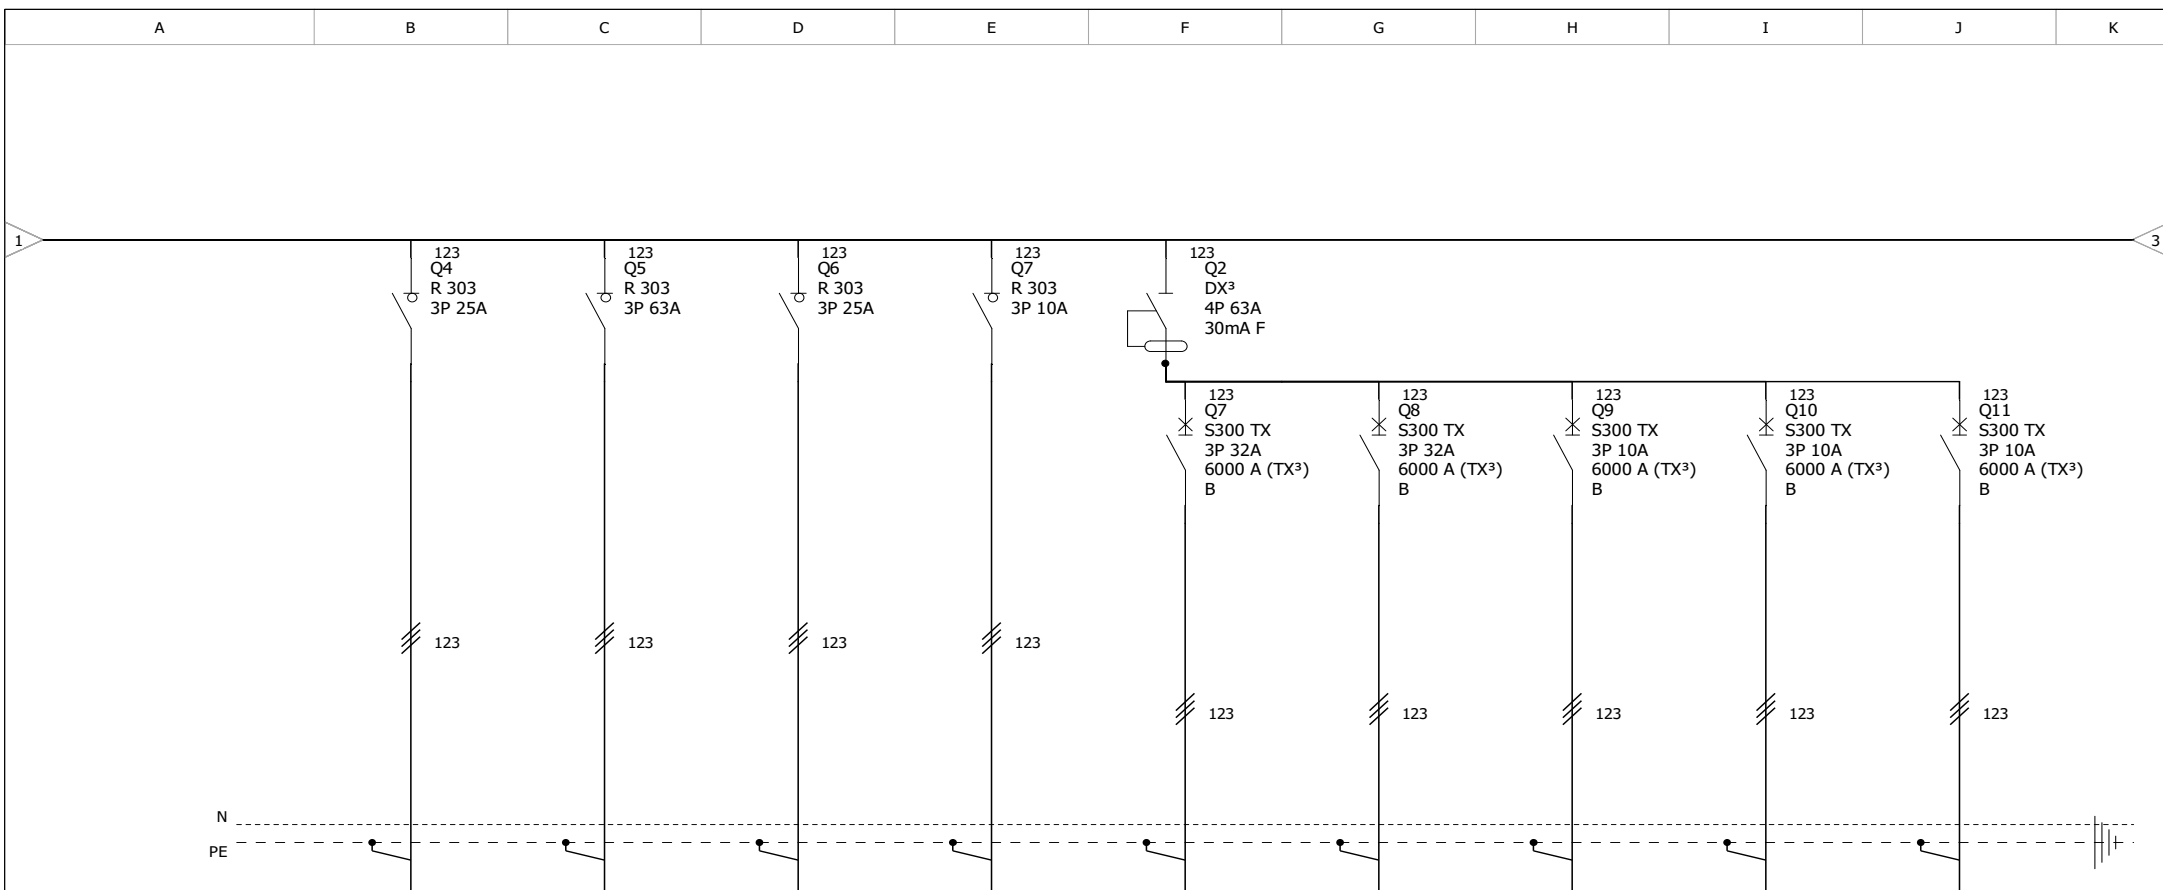 A
B
C
D
E
F
G
H
I
J
K
1
3
123
Q4
R 303
3P 25A
123
Q5
R 303
3P 63A
123
Q6
R 303
3P 25A
123
Q7
R 303
3P 10A
123
Q2
DX³
4P 63A
30mA F
123
Q7
S300 TX
3P 32A
6000 A (TX³)
B
123
Q8
S300 TX
3P 32A
6000 A (TX³)
B
123
Q9
S300 TX
3P 10A
6000 A (TX³)
B
123
Q10
S300 TX
3P 10A
6000 A (TX³)
B
123
Q11
S300 TX
3P 10A
6000 A (TX³)
B
123
123
123
123
123
123
123
123
123
N
PE